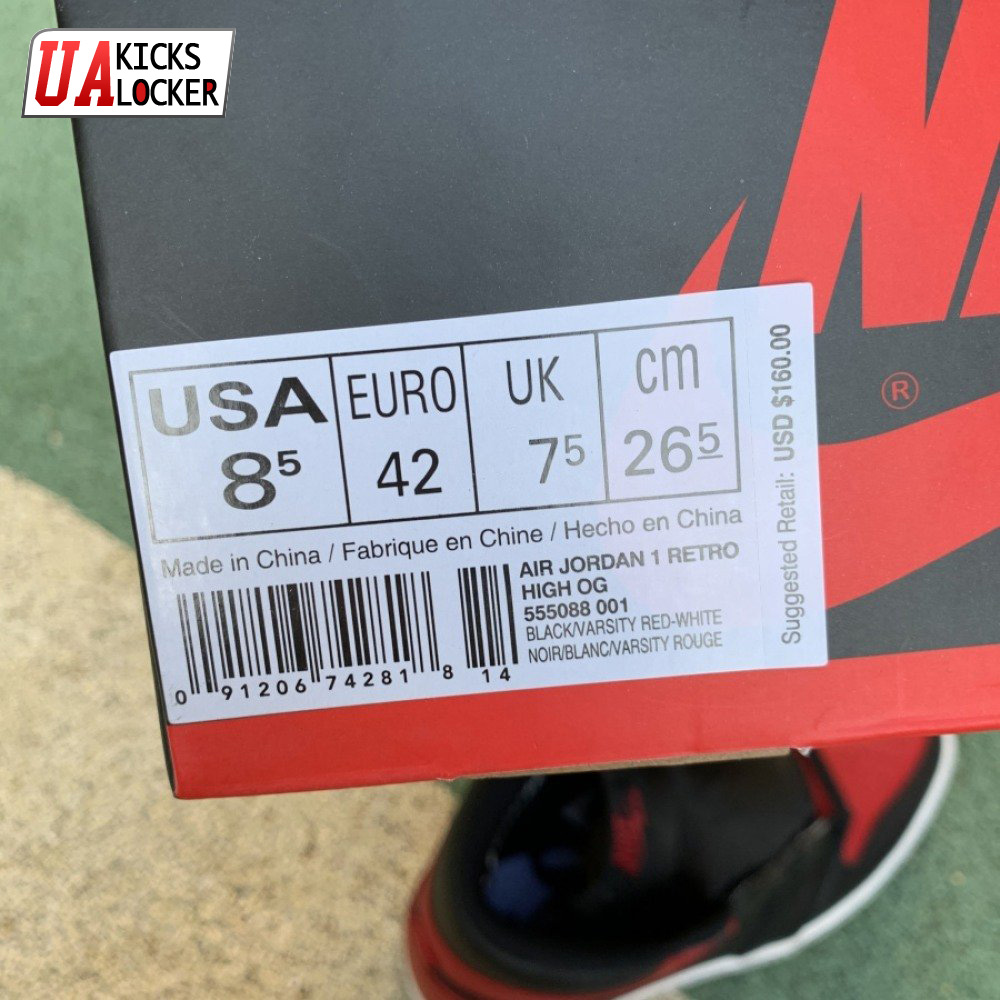 UA KICKS
LOCKER
®
USA EURO UK cm
8⁵ 42 7⁵ 26⁵
Made in China / Fabrique en Chine / Hecho en China
AIR JORDAN 1 RETRO
HIGH OG
555088 001
BLACK/VARSITY RED-WHITE
NOIR/BLANC/VARSITY ROUGE
0 91206 74281 8 14
Suggested Retail: USD $160.00